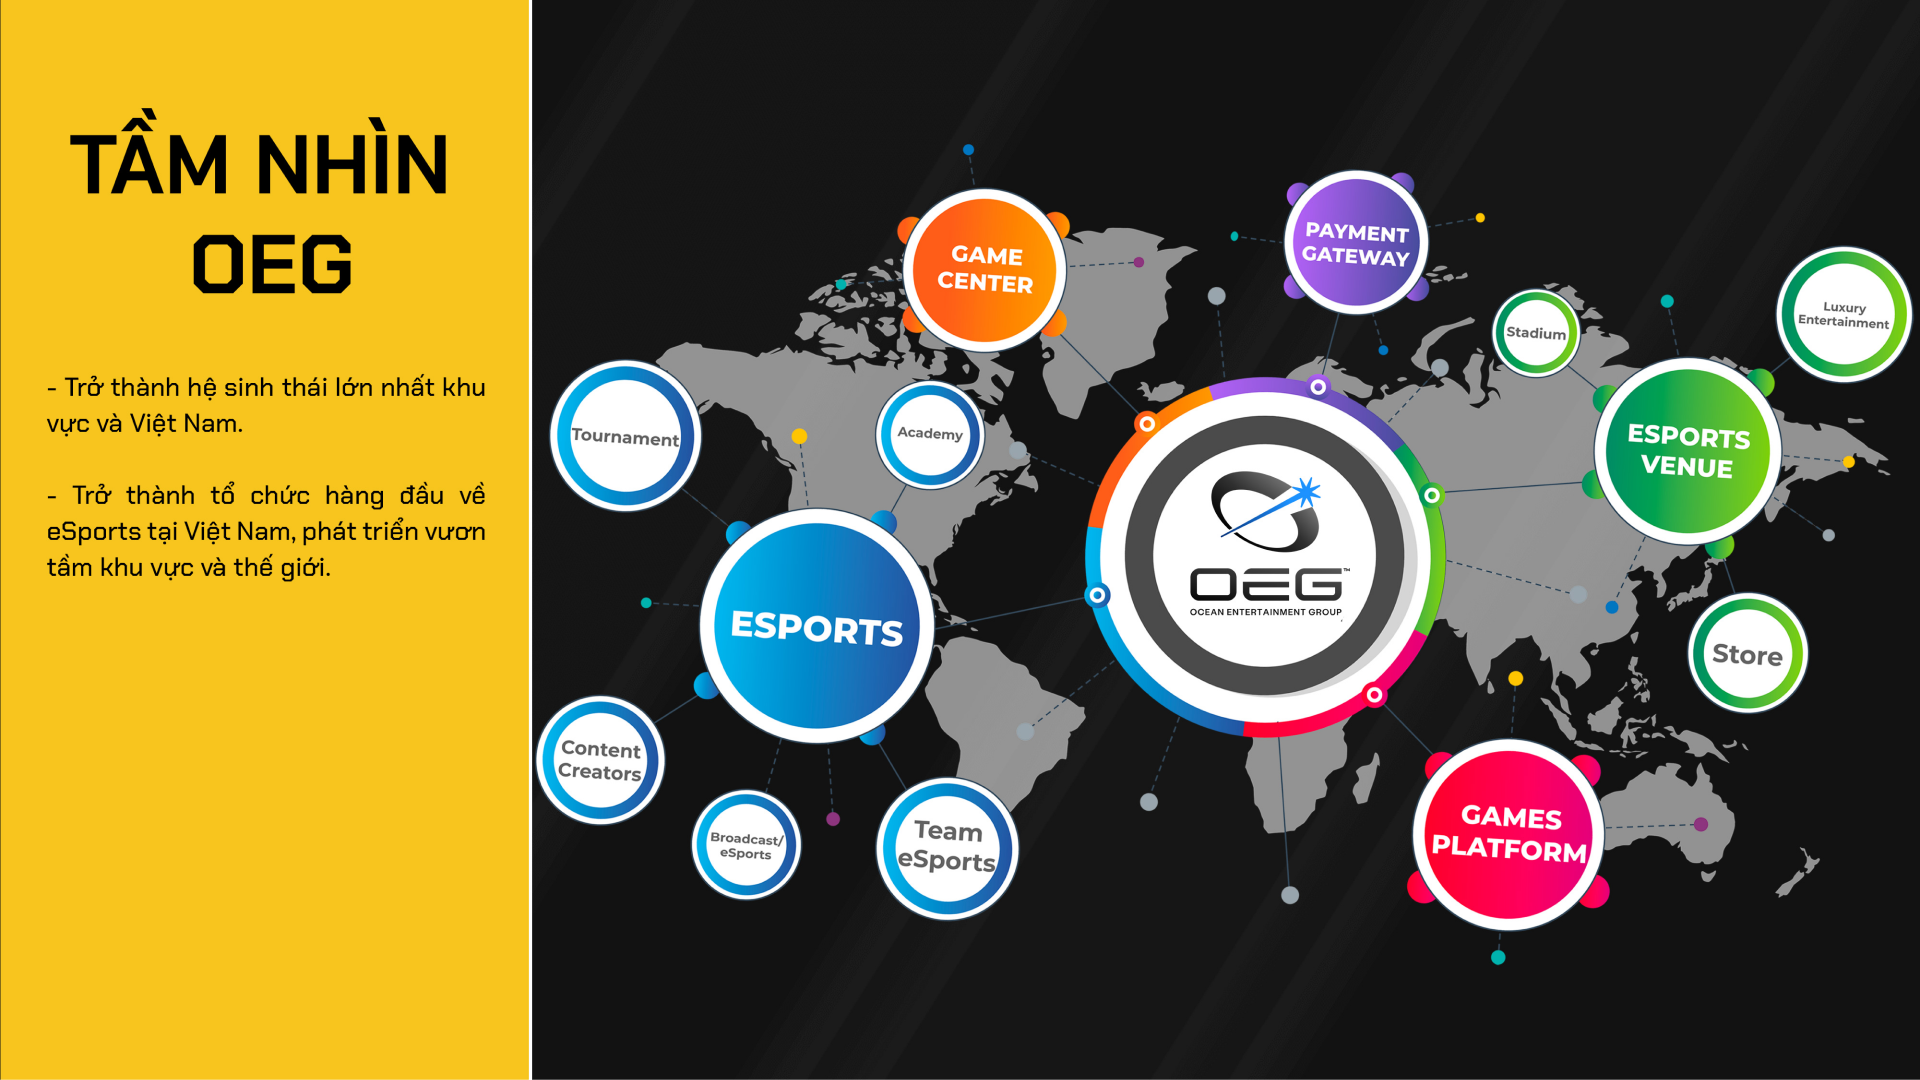 TẦM NHÌN
OEG
- Trở thành hệ sinh thái lớn nhất khu
vực và Việt Nam.
- Trở thành tổ chức hàng đầu về
eSports tại Việt Nam, phát triển vươn
tầm khu vực và thế giới.
GAME
CENTER
PAYMENT
GATEWAY
Luxury
Entertainment
Stadium
Tournament
Academy
ESPORTS
VENUE
OEG™
OCEAN ENTERTAINMENT GROUP
ESPORTS
Store
Content
Creators
Broadcast/
eSports
Team
eSports
GAMES
PLATFORM